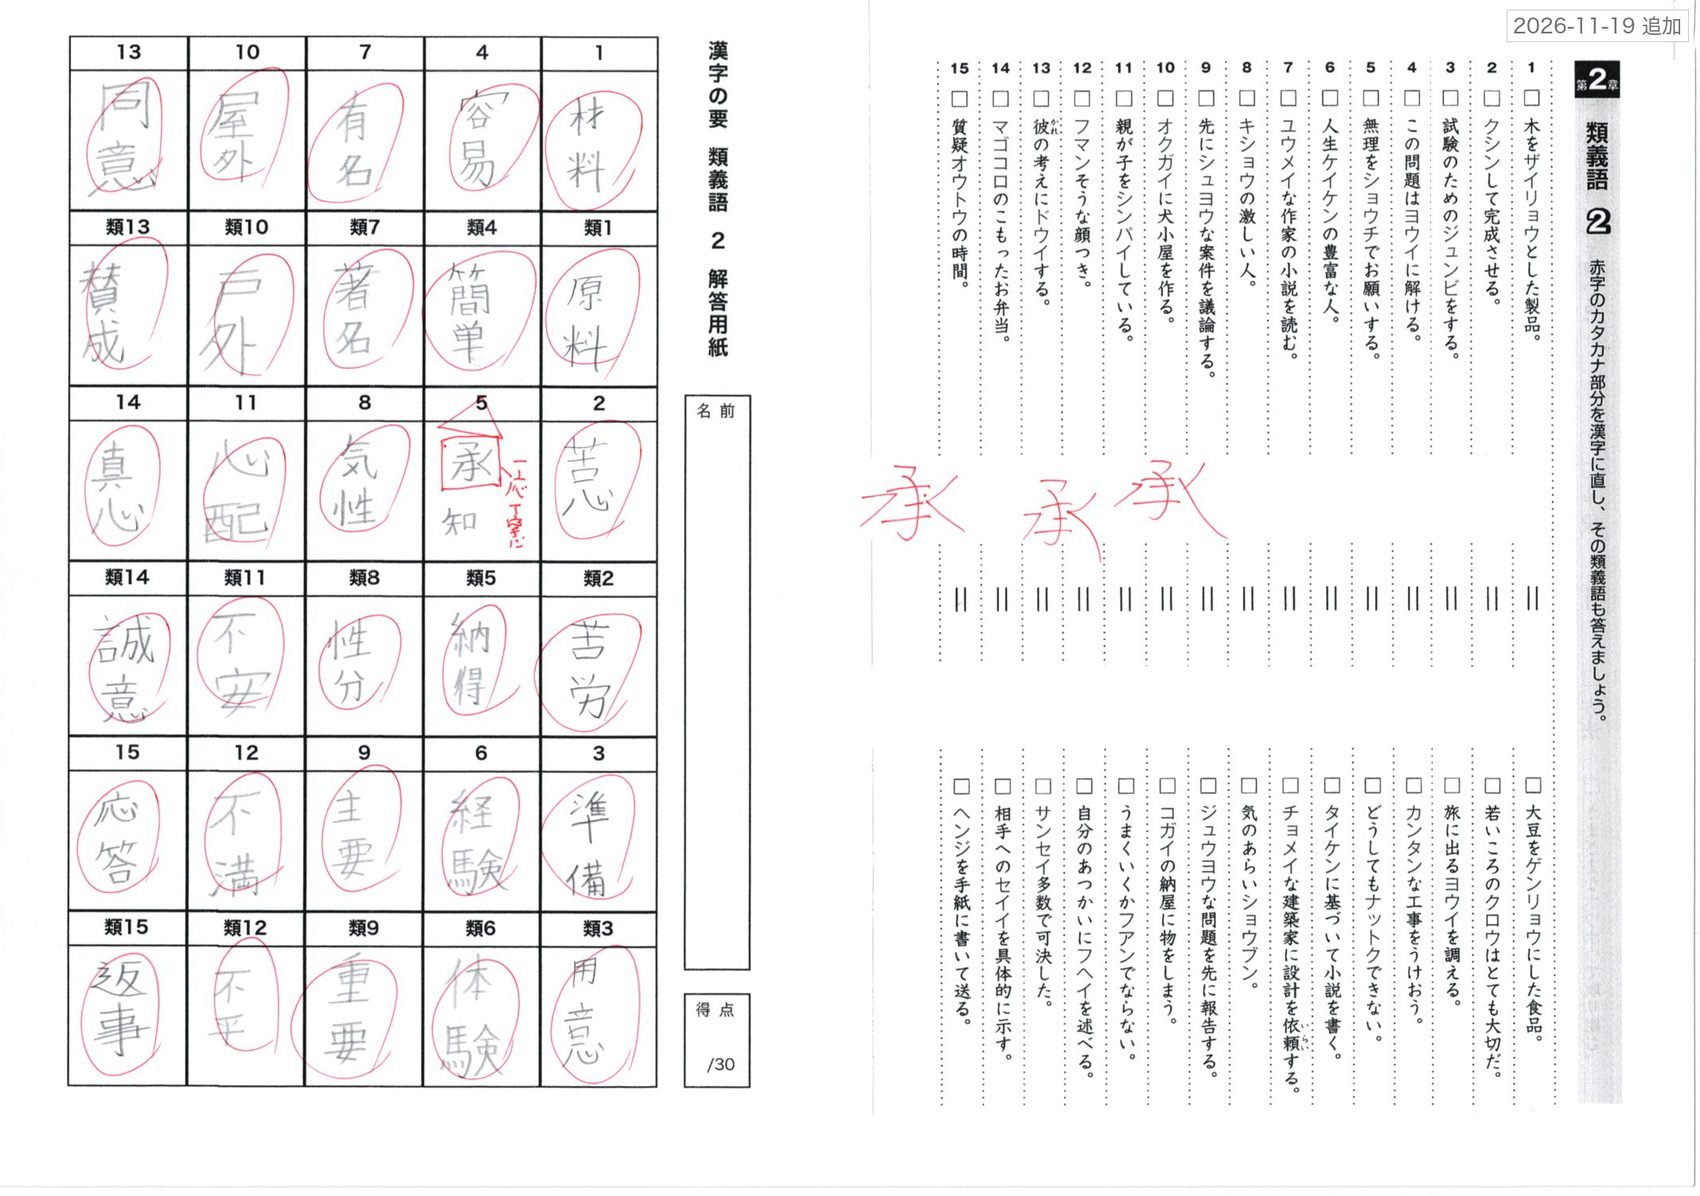 2026-11-19 追加
第2章 類義語 2 赤字のカタカナ部分を漢字に直し、その類義語も答えましょう。
1 □ 木をザイリョウとした製品。 = □ 大豆をゲンリョウにした食品。
2 □ クシンして完成させる。 = □ 若いころのクロウはとても大切だ。
3 □ 試験のためのジュンビをする。 = □ 旅に出るヨウイを調える。
4 □ この問題はヨウイに解ける。 = □ カンタンな工事をうけおう。
5 □ 無理をショウチでお願いする。 = □ どうしてもナットクできない。
6 □ 人生ケイケンの豊富な人。 = □ タイケンに基づいて小説を書く。
7 □ ユウメイな作家の小説を読む。 = □ チョメイな建築家に設計を依頼する。
いらい
8 □ キショウの激しい人。 = □ 気のあらいショウブン。
9 □ 先にシュヨウな案件を議論する。 = □ ジュウヨウな問題を先に報告する。
10 □ オクガイに犬小屋を作る。 = □ コガイの納屋に物をしまう。
11 □ 親が子をシンパイしている。 = □ うまくいくかフアンでならない。
12 □ フマンそうな顔つき。 = □ 自分のあつかいにフヘイを述べる。
13 □ 彼の考えにドウイする。 = □ サンセイ多数で可決した。
かれ
14 □ マゴコロのこもったお弁当。 = □ 相手へのセイイを具体的に示す。
15 □ 質疑オウトウの時間。 = □ ヘンジを手紙に書いて送る。
承 承 承
漢字の要 類義語 2 解答用紙
名前
得点
/30
1
材料
類1
原料
2
苦心
類2
苦労
3
準備
類3
用意
4
容易
類4
簡単
5
承知
一応 丁寧に
類5
納得
6
経験
類6
体験
7
有名
類7
著名
8
気性
類8
性分
9
主要
類9
重要
10
屋外
類10
戸外
11
心配
類11
不安
12
不満
類12
不平
13
同意
類13
賛成
14
真心
類14
誠意
15
応答
類15
返事